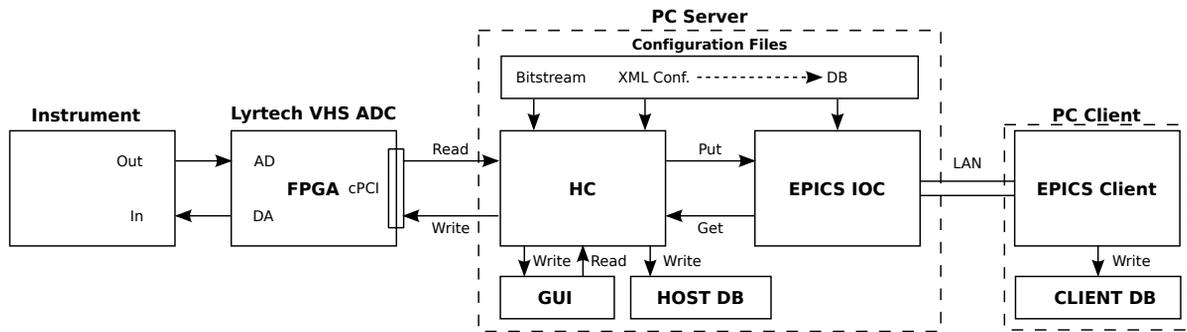 PC Server
Configuration Files
Bitstream XML Conf. DB
Instrument
Lyrtech VHS ADC
PC Client
Out
AD
Read
Put
LAN
FPGA cPCI
HC
EPICS IOC
EPICS Client
In
DA
Write
Get
Write
Read
Write
Write
GUI
HOST DB
CLIENT DB